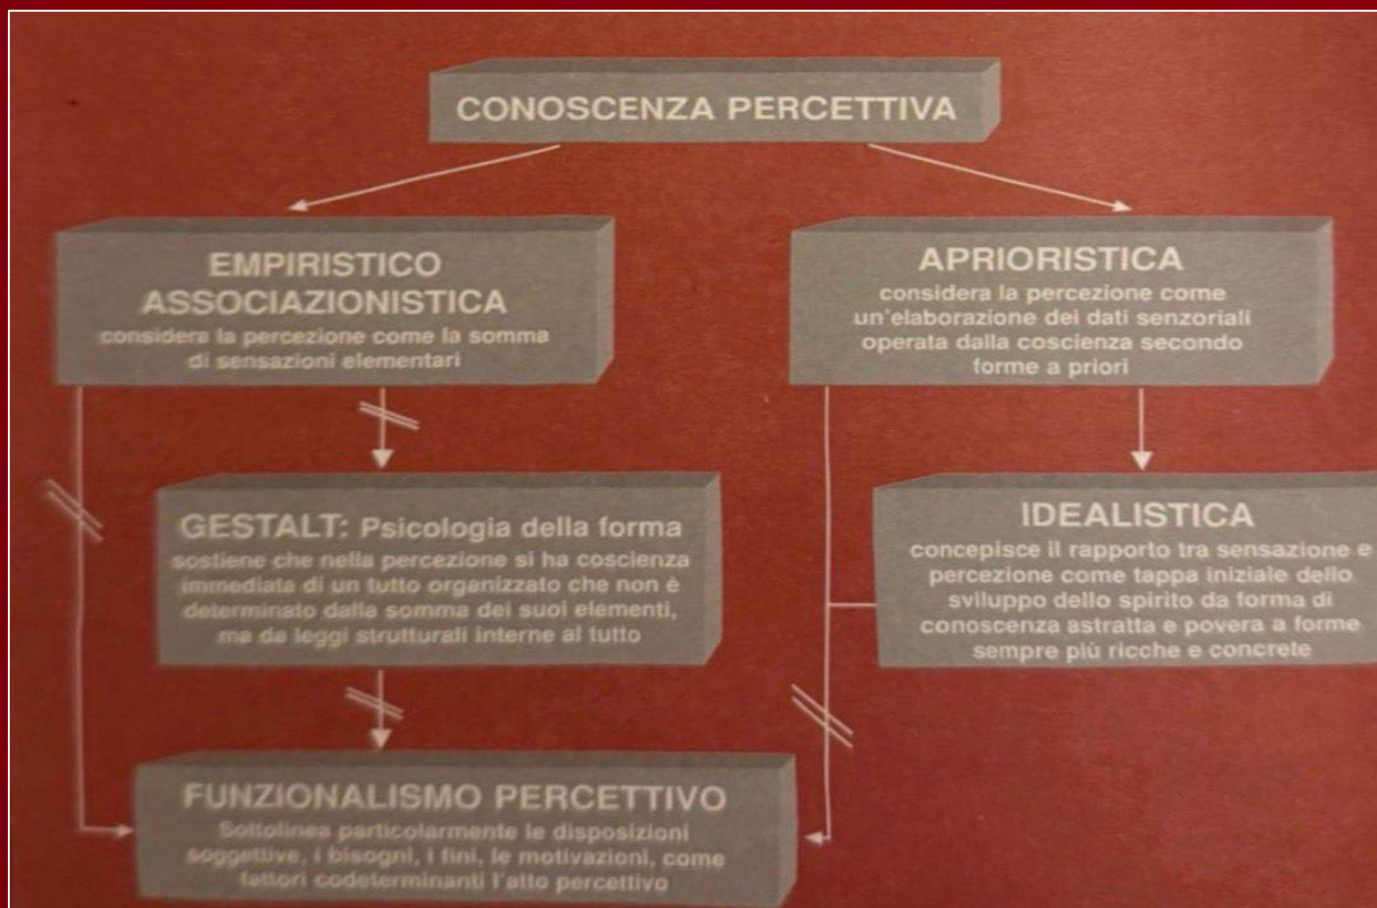 CONOSCENZA PERCETTIVA
EMPIRISTICO
ASSOCIAZIONISTICA
considera la percezione come la somma
di sensazioni elementari
APRIORISTICA
considera la percezione come
un'elaborazione dei dati senzoriali
operata dalla coscienza secondo
forme a priori
GESTALT: Psicologia della forma
sostiene che nella percezione si ha coscienza
immediata di un tutto organizzato che non è
determinato dalla somma dei suoi elementi,
ma da leggi strutturali interne al tutto
IDEALISTICA
concepisce il rapporto tra sensazione e
percezione come tappa iniziale dello
sviluppo dello spirito da forma di
conoscenza astratta e povera a forme
sempre più ricche e concrete
FUNZIONALISMO PERCETTIVO
Sottolinea particolarmente le disposizioni
soggettive, i bisogni, i fini, le motivazioni, come
fattori codeterminanti l'atto percettivo